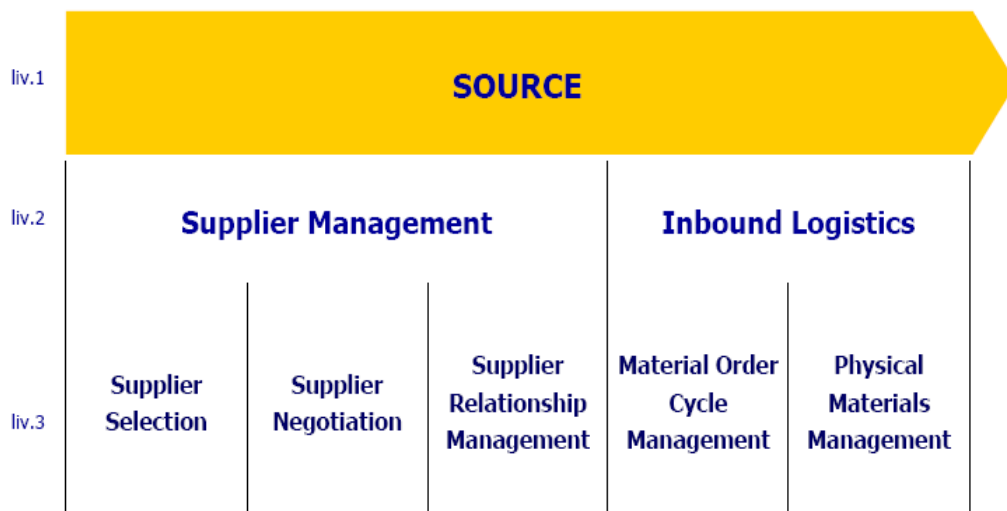 liv.1
SOURCE
liv.2
Supplier Management
Inbound Logistics
liv.3
Supplier
Selection
Supplier
Negotiation
Supplier
Relationship
Management
Material Order
Cycle
Management
Physical
Materials
Management